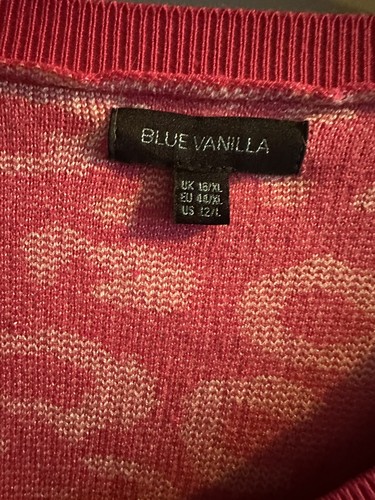 BLUE VANILLA
UK 16/XL
EU 44/XL
US 12/L